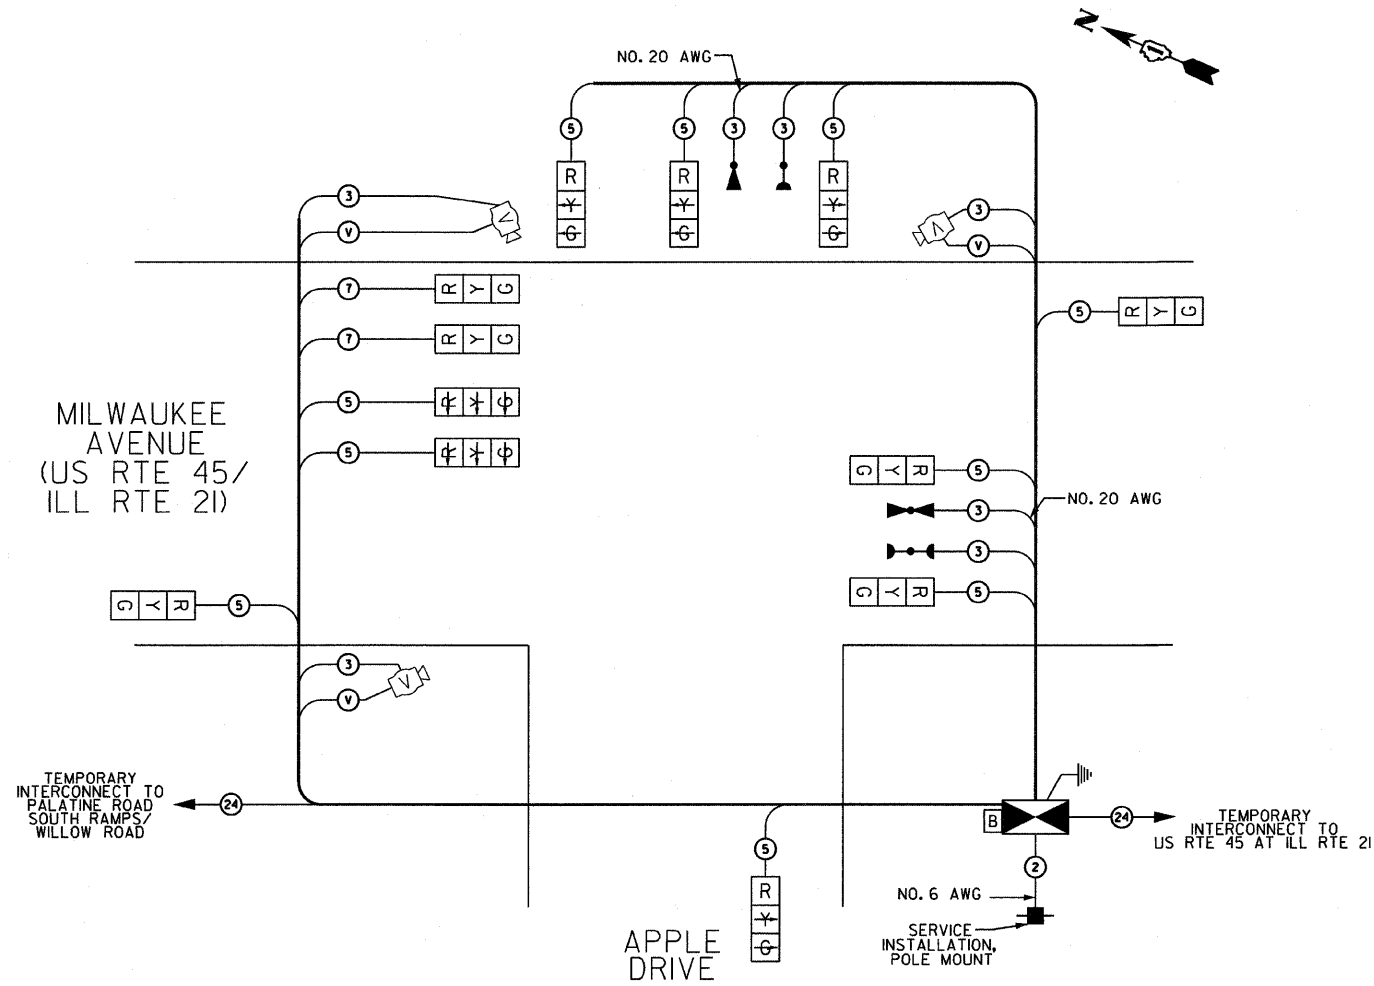 N
NO. 20 AWG
5
5
3
3
5
R
Y
G
R
Y
G
R
Y
G
3
V
V
3
V
V
7
R Y G
7
R Y G
5
R Y G
5
R Y G
5
R Y G
MILWAUKEE
AVENUE
(US RTE 45/
ILL RTE 21)
G Y R
5
3
NO. 20 AWG
3
G Y R
5
G Y R
5
3
V
V
TEMPORARY
INTERCONNECT TO
PALATINE ROAD
SOUTH RAMPS/
WILLOW ROAD
24
B
24
TEMPORARY
INTERCONNECT TO
US RTE 45 AT ILL RTE 21
5
R
Y
G
2
NO. 6 AWG
SERVICE
INSTALLATION,
POLE MOUNT
APPLE
DRIVE